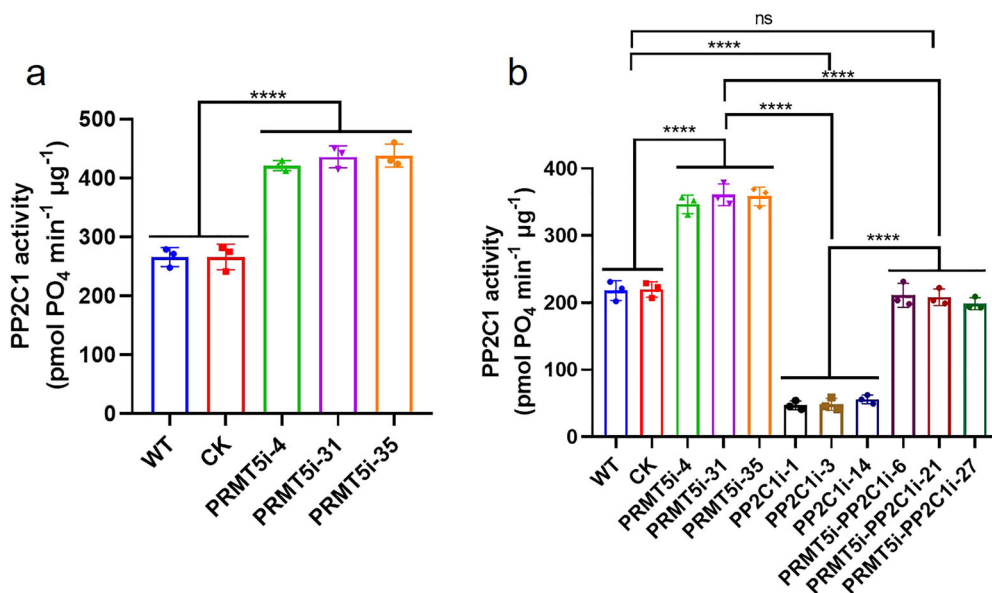 a
PP2C1 activity
(pmol PO4 min-1 µg-1)
500
400
300
200
100
0
****
WT
CK
PRMT5i-4
PRMT5i-31
PRMT5i-35
b
PP2C1 activity
(pmol PO4 min-1 µg-1)
400
300
200
100
0
ns
****
****
****
****
****
WT
CK
PRMT5i-4
PRMT5i-31
PRMT5i-35
PP2C1i-1
PP2C1i-3
PP2C1i-14
PRMT5i-PP2C1i-6
PRMT5i-PP2C1i-21
PRMT5i-PP2C1i-27